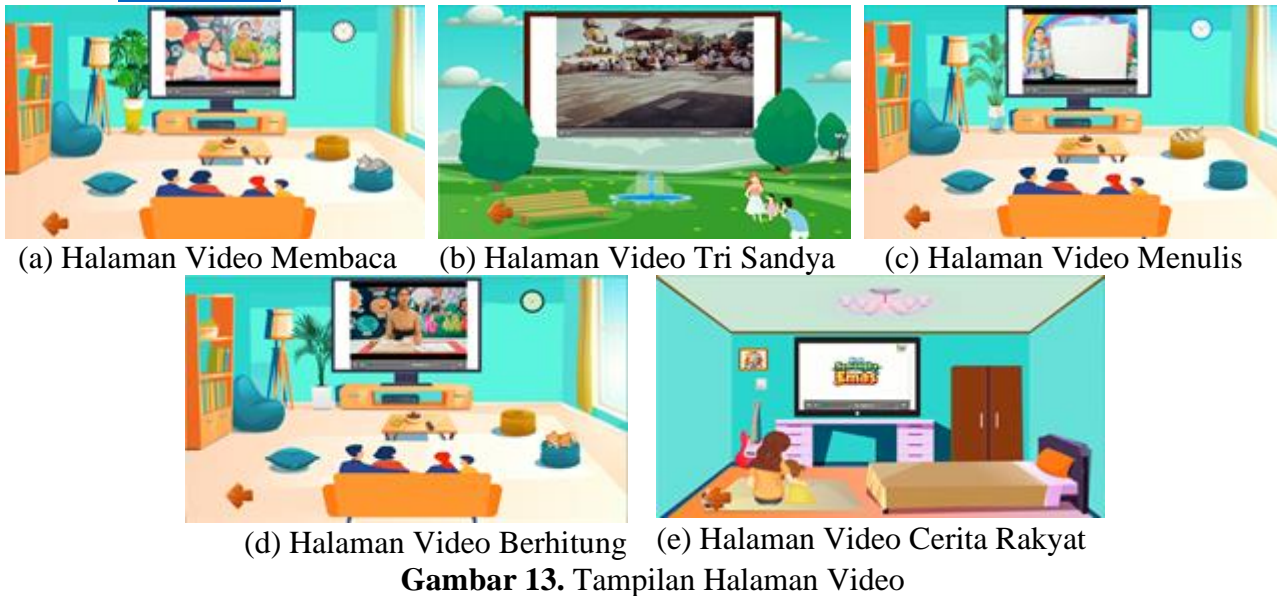 (a) Halaman Video Membaca
(b) Halaman Video Tri Sandya
(c) Halaman Video Menulis
Emas
(d) Halaman Video Berhitung
(e) Halaman Video Cerita Rakyat
Gambar 13. Tampilan Halaman Video